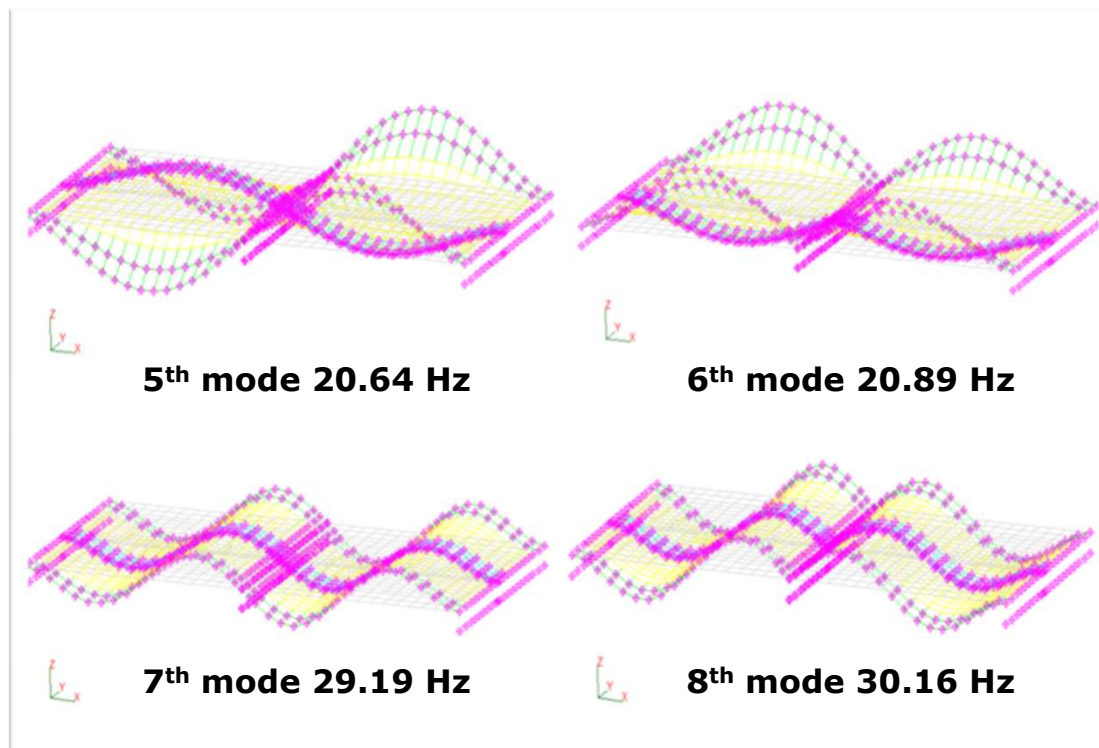 Z
Y
X
Z
Y
X
5th mode 20.64 Hz
6th mode 20.89 Hz
Z
Y
X
Z
Y
X
7th mode 29.19 Hz
8th mode 30.16 Hz